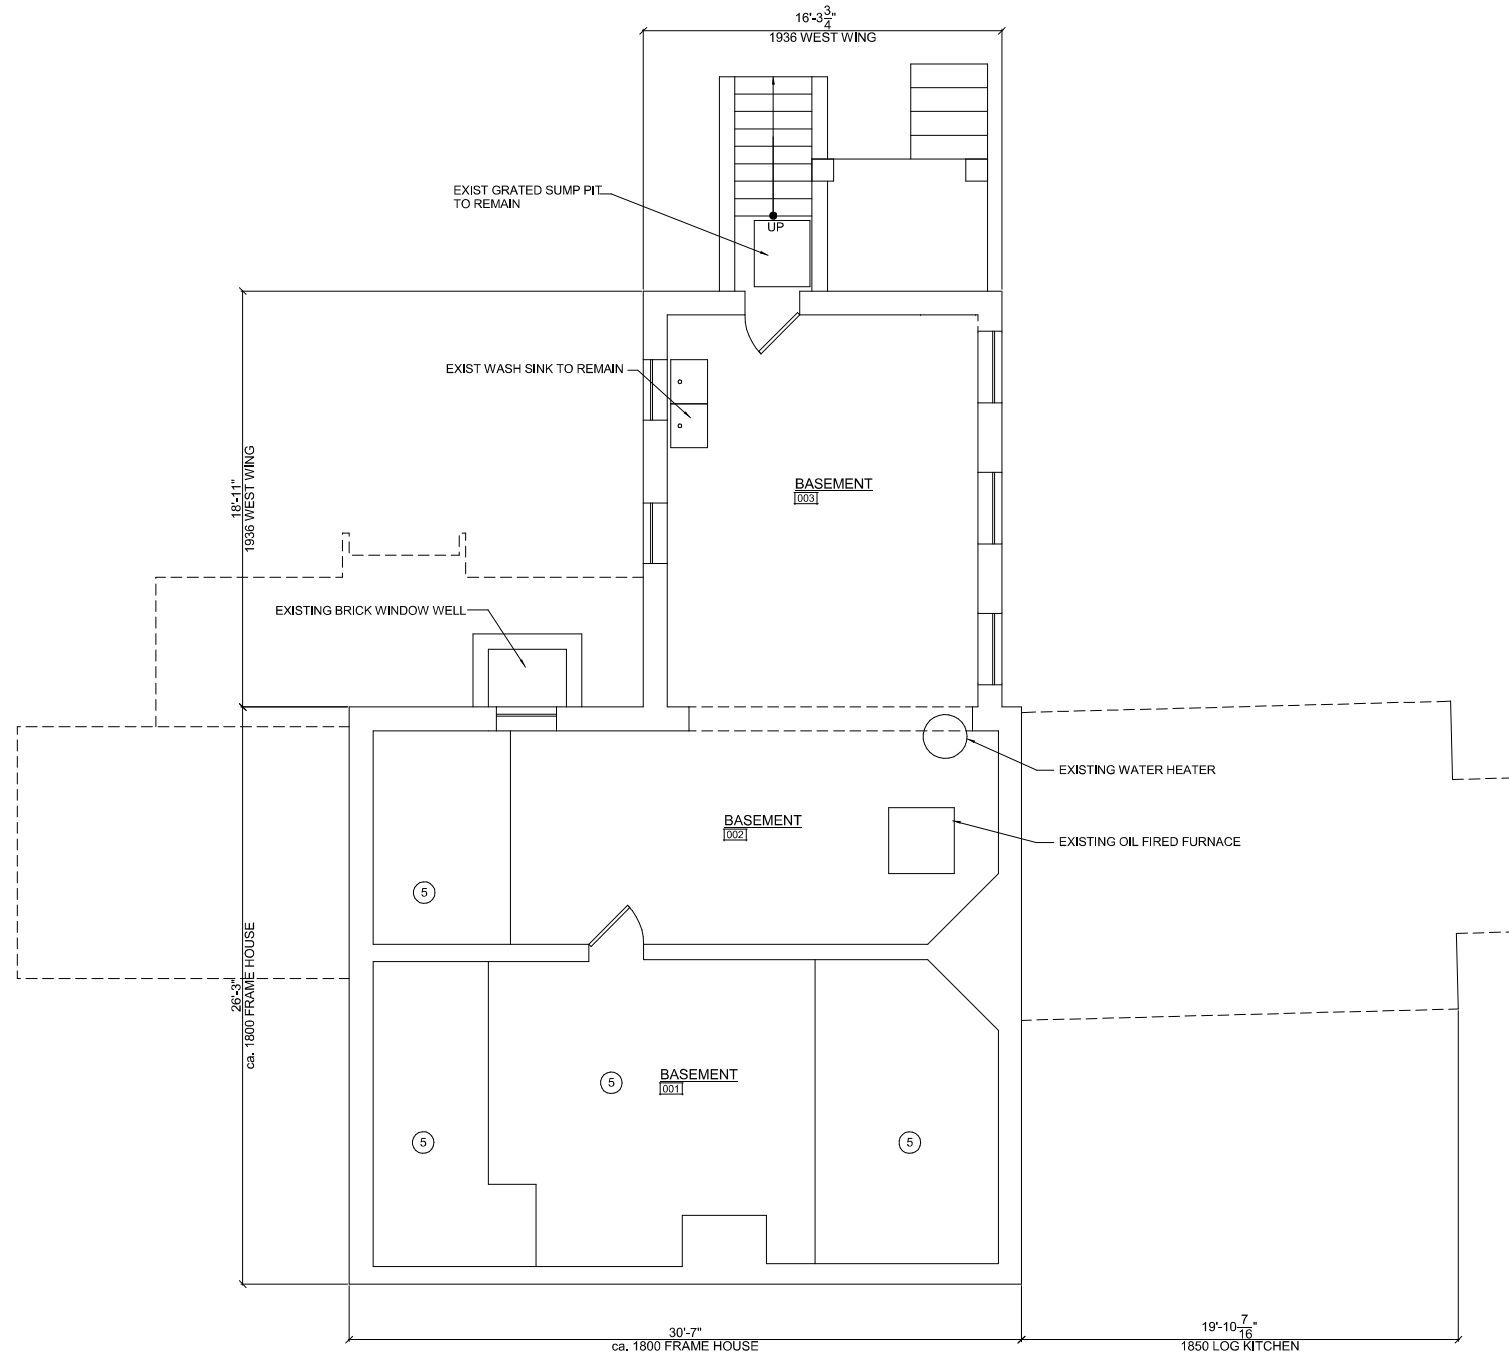 16'-3 3/4"
1936 WEST WING
EXIST GRATED SUMP PIT
TO REMAIN
UP
EXIST WASH SINK TO REMAIN
18'-11"
1936 WEST WING
BASEMENT
003
EXISTING BRICK WINDOW WELL
EXISTING WATER HEATER
BASEMENT
002
EXISTING OIL FIRED FURNACE
5
26'-3"
ca. 1800 FRAME HOUSE
BASEMENT
001
5
5
5
30'-7"
ca. 1800 FRAME HOUSE
19'-10 7/16"
1850 LOG KITCHEN